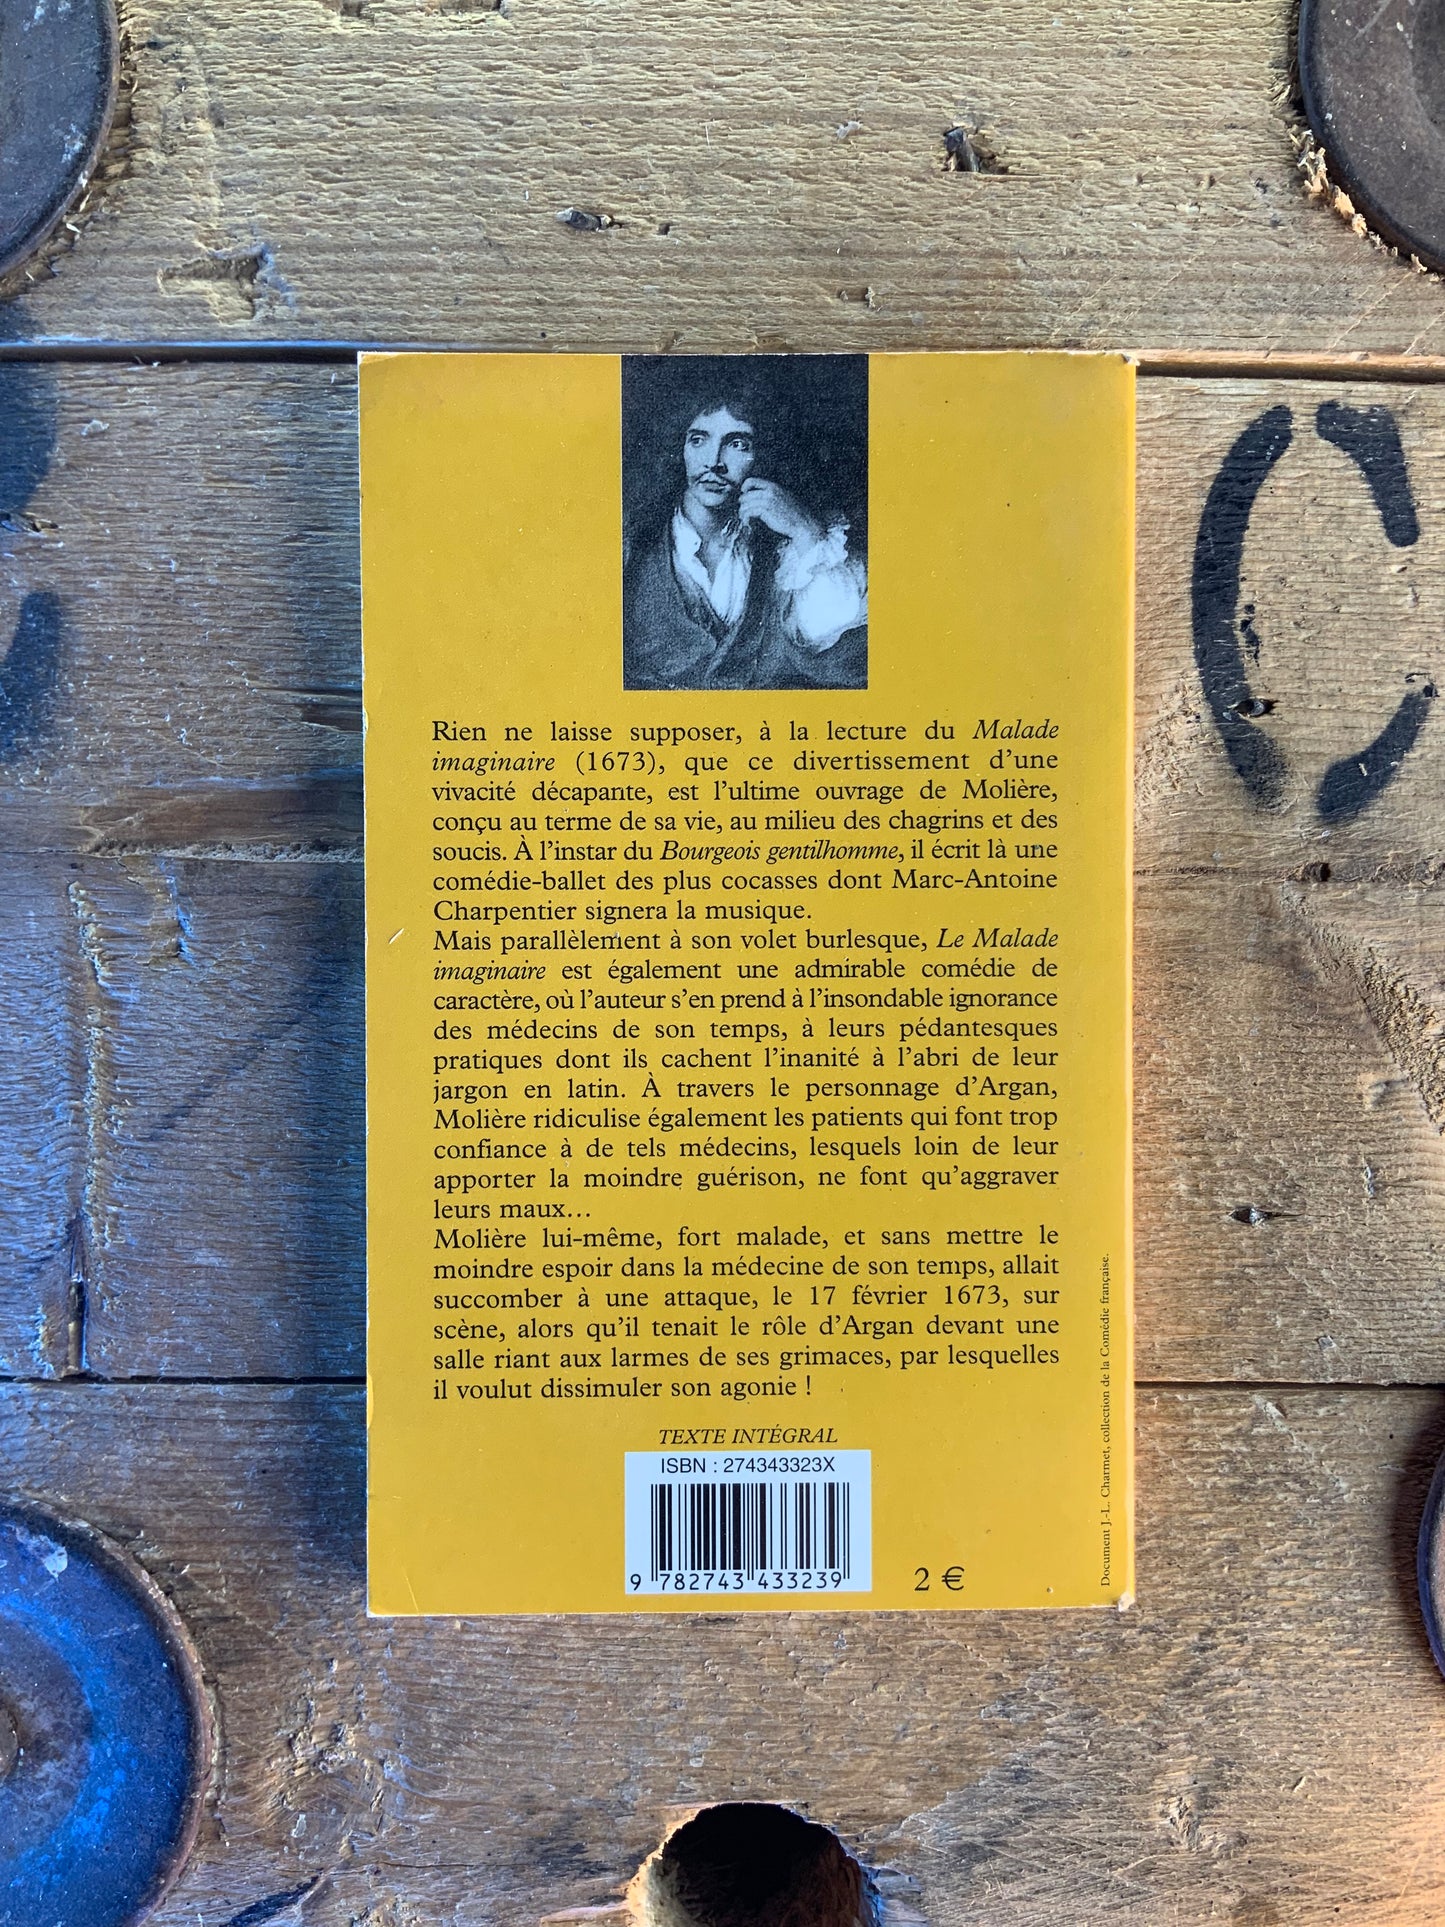 Rien ne laisse supposer, à la lecture du Malade
imaginaire (1673), que ce divertissement d'une
vivacité décapante, est l'ultime ouvrage de Molière,
conçu au terme de sa vie, au milieu des chagrins et des
soucis. À l'instar du Bourgeois gentilhomme, il écrit là une
comédie-ballet des plus cocasses dont Marc-Antoine
Charpentier signera la musique.
Mais parallèlement à son volet burlesque, Le Malade
imaginaire est également une admirable comédie de
caractère, où l'auteur s'en prend à l'insondable ignorance
des médecins de son temps, à leurs pédantesques
pratiques dont ils cachent l'inanité à l'abri de leur
jargon en latin. À travers le personnage d'Argan,
Molière ridiculise également les patients qui font trop
confiance à de tels médecins, lesquels loin de leur
apporter la moindre guérison, ne font qu'aggraver
leurs maux...
Molière lui-même, fort malade, et sans mettre le
moindre espoir dans la médecine de son temps, allait
succomber à une attaque, le 17 février 1673, sur
scène, alors qu'il tenait le rôle d'Argan devant une
salle riant aux larmes de ses grimaces, par lesquelles
il voulut dissimuler son agonie !
TEXTE INTÉGRAL
ISBN : 274343323X
9 782743 433239
2 €
Document J.-L. Charmet, collection de la Comédie française.